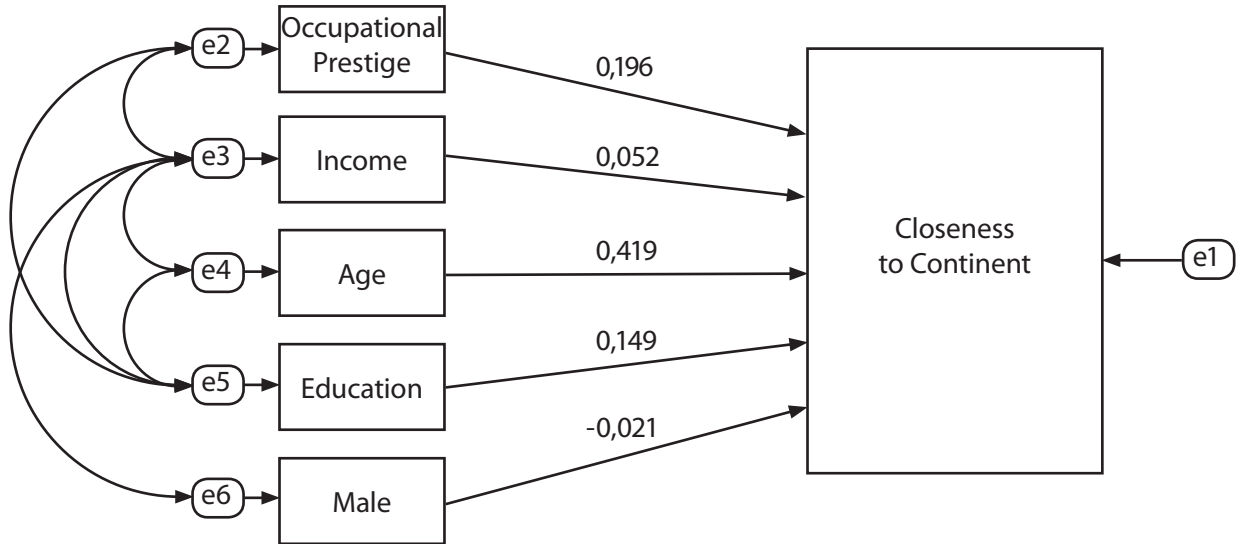 e2
Occupational
Prestige
0,196
e3
Income
0,052
e4
Age
0,419
e5
Education
0,149
e6
Male
-0,021
Closeness
to Continent
e1